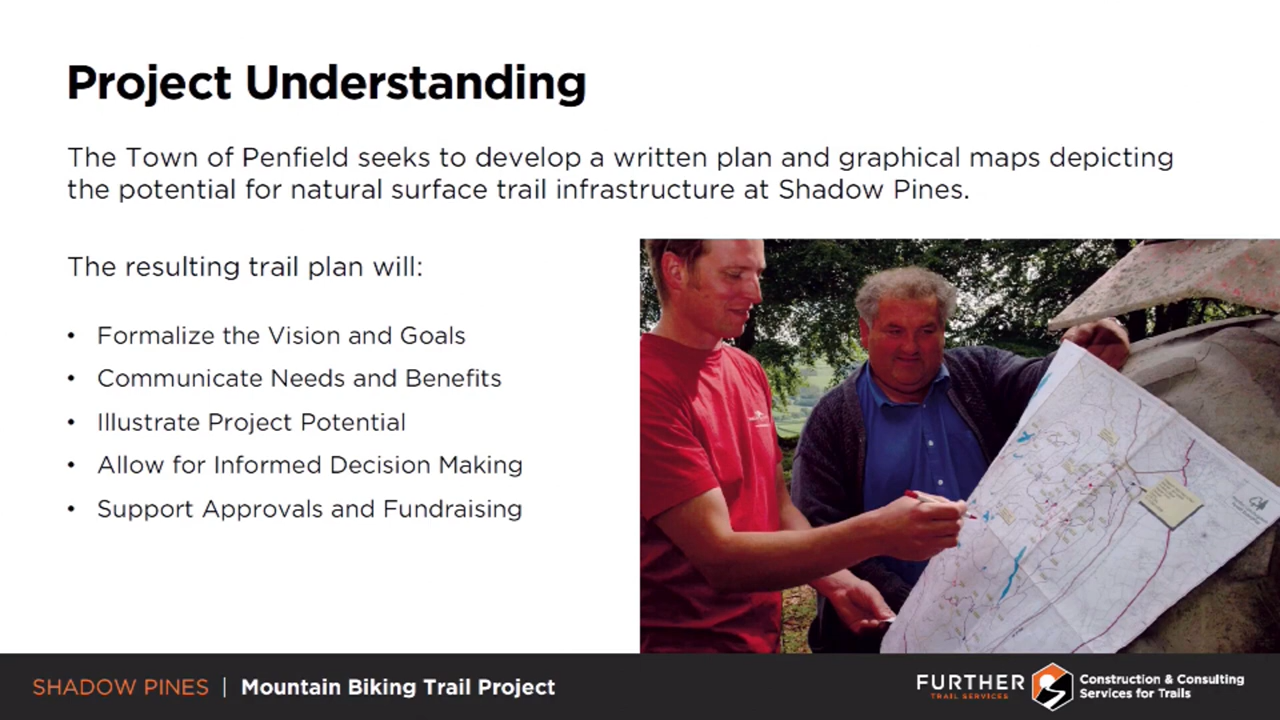 Project Understanding
The Town of Penfield seeks to develop a written plan and graphical maps depicting
the potential for natural surface trail infrastructure at Shadow Pines.
The resulting trail plan will:
• Formalize the Vision and Goals
• Communicate Needs and Benefits
• Illustrate Project Potential
• Allow for Informed Decision Making
• Support Approvals and Fundraising
SHADOW PINES | Mountain Biking Trail Project
FURTHER
TRAIL SERVICES
Construction & Consulting
Services for Trails